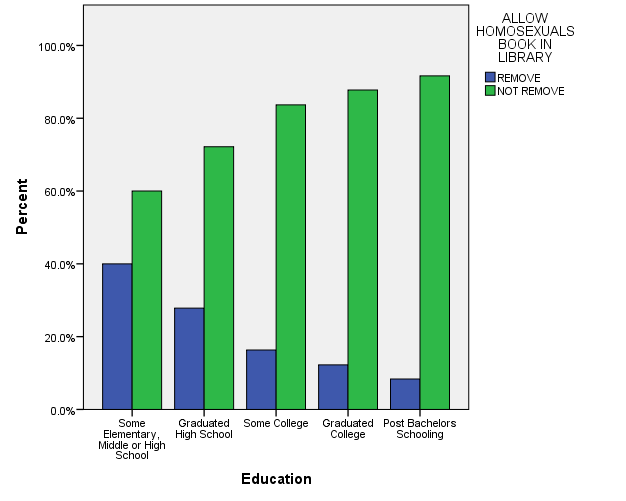 ALLOW
HOMOSEXUALS
BOOK IN
LIBRARY
REMOVE
NOT REMOVE
Percent
100.0%
80.0%
60.0%
40.0%
20.0%
0.0%
Some
Elementary,
Middle or High
School
Graduated
High School
Some College
Graduated
College
Post Bachelors
Schooling
Education